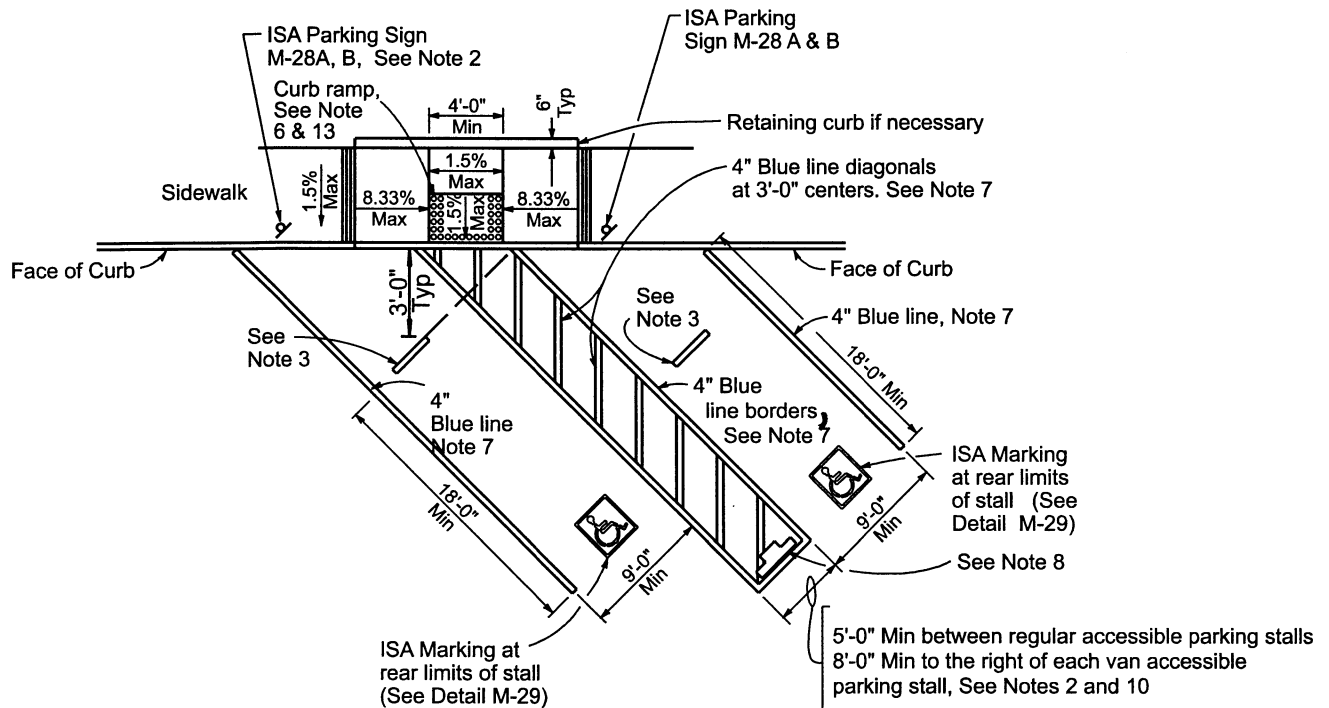 ISA Parking Sign
M-28A, B, See Note 2
ISA Parking
Sign M-28 A & B
Curb ramp,
See Note
6 & 13
4'-0"
Min
6"
Typ
Retaining curb if necessary
1.5%
Max
4" Blue line diagonals
at 3'-0" centers. See Note 7
Sidewalk
1.5%
Max
8.33%
Max
1.5%
Max
8.33%
Max
Face of Curb
Face of Curb
3'-0"
Typ
See
Note 3
See
Note 3
4" Blue line, Note 7
18'-0" Min
4"
Blue line
Note 7
4" Blue
line borders,
See Note 7
18'-0"
Min
ISA Marking
at rear limits
of stall (See
Detail M-29)
9'-0"
Min
9'-0"
Min
See Note 8
ISA Marking at
rear limits of stall
(See Detail M-29)
5'-0" Min between regular accessible parking stalls
8'-0" Min to the right of each van accessible
parking stall, See Notes 2 and 10